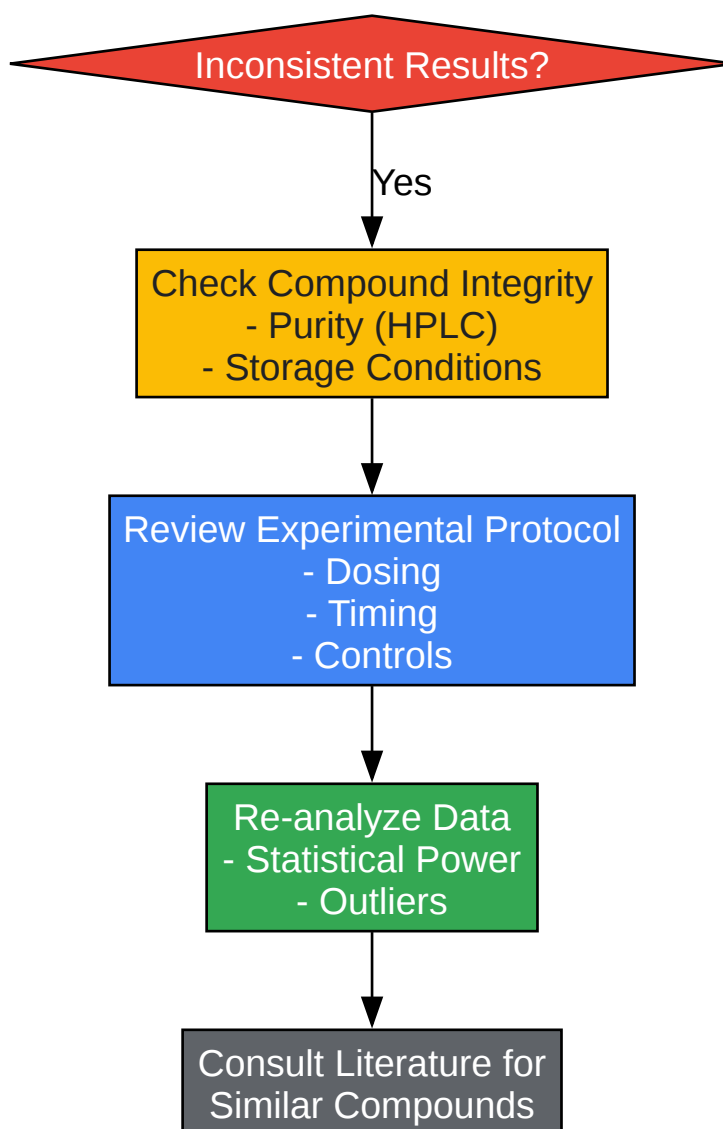 Inconsistent Results?
Yes
Check Compound Integrity
- Purity (HPLC)
- Storage Conditions
Review Experimental Protocol
- Dosing
- Timing
- Controls
Re-analyze Data
- Statistical Power
- Outliers
Consult Literature for
Similar Compounds